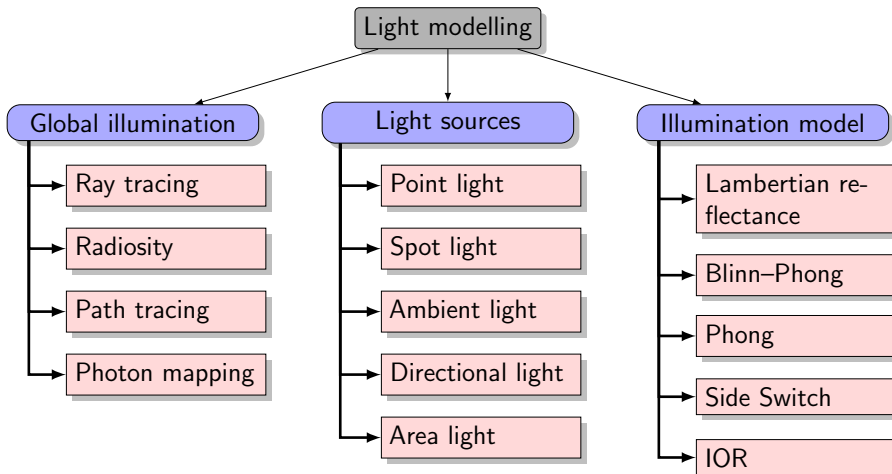 Light modelling
Global illumination
Ray tracing
Radiosity
Path tracing
Photon mapping
Light sources
Point light
Spot light
Ambient light
Directional light
Area light
Illumination model
Lambertian re-
flectance
Blinn–Phong
Phong
Side Switch
IOR